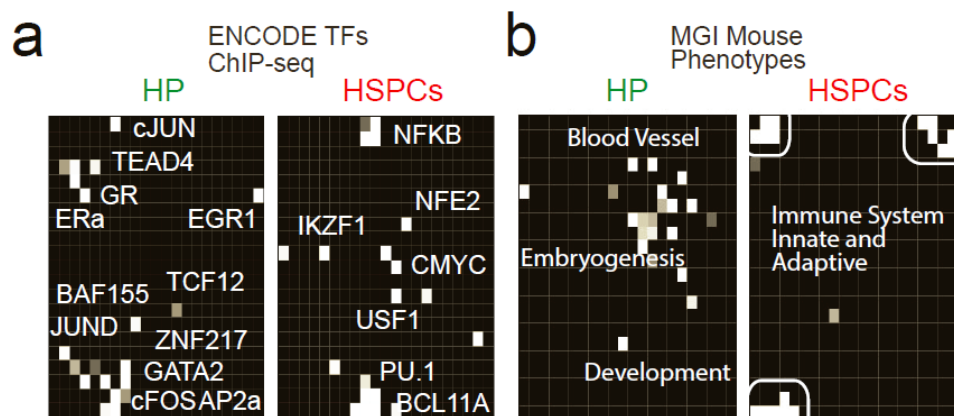 a
ENCODE TFs
ChIP-seq
HP
HSPCs
cJUN
TEAD4
GR
ERa
EGR1
BAF155
TCF12
JUND
ZNF217
GATA2
cFOS AP2a
NFKB
NFE2
IKZF1
CMYC
USF1
PU.1
BCL11A
b
MGI Mouse
Phenotypes
HP
HSPCs
Blood Vessel
Embryogenesis
Development
Immune System
Innate and
Adaptive